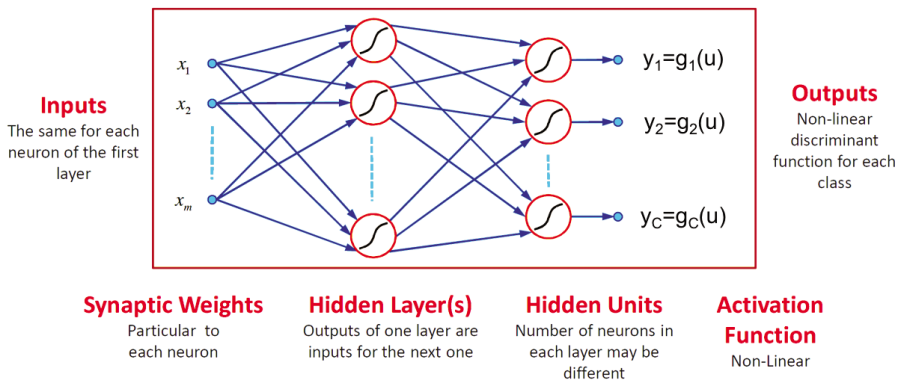 x1
x2
xm
y1=g1(u)
y2=g2(u)
yC=gC(u)
Inputs
The same for each
neuron of the first
layer
Outputs
Non-linear
discriminant
function for each
class
Synaptic Weights
Particular to
each neuron
Hidden Layer(s)
Outputs of one layer are
inputs for the next one
Hidden Units
Number of neurons in
each layer may be
different
Activation
Function
Non-Linear